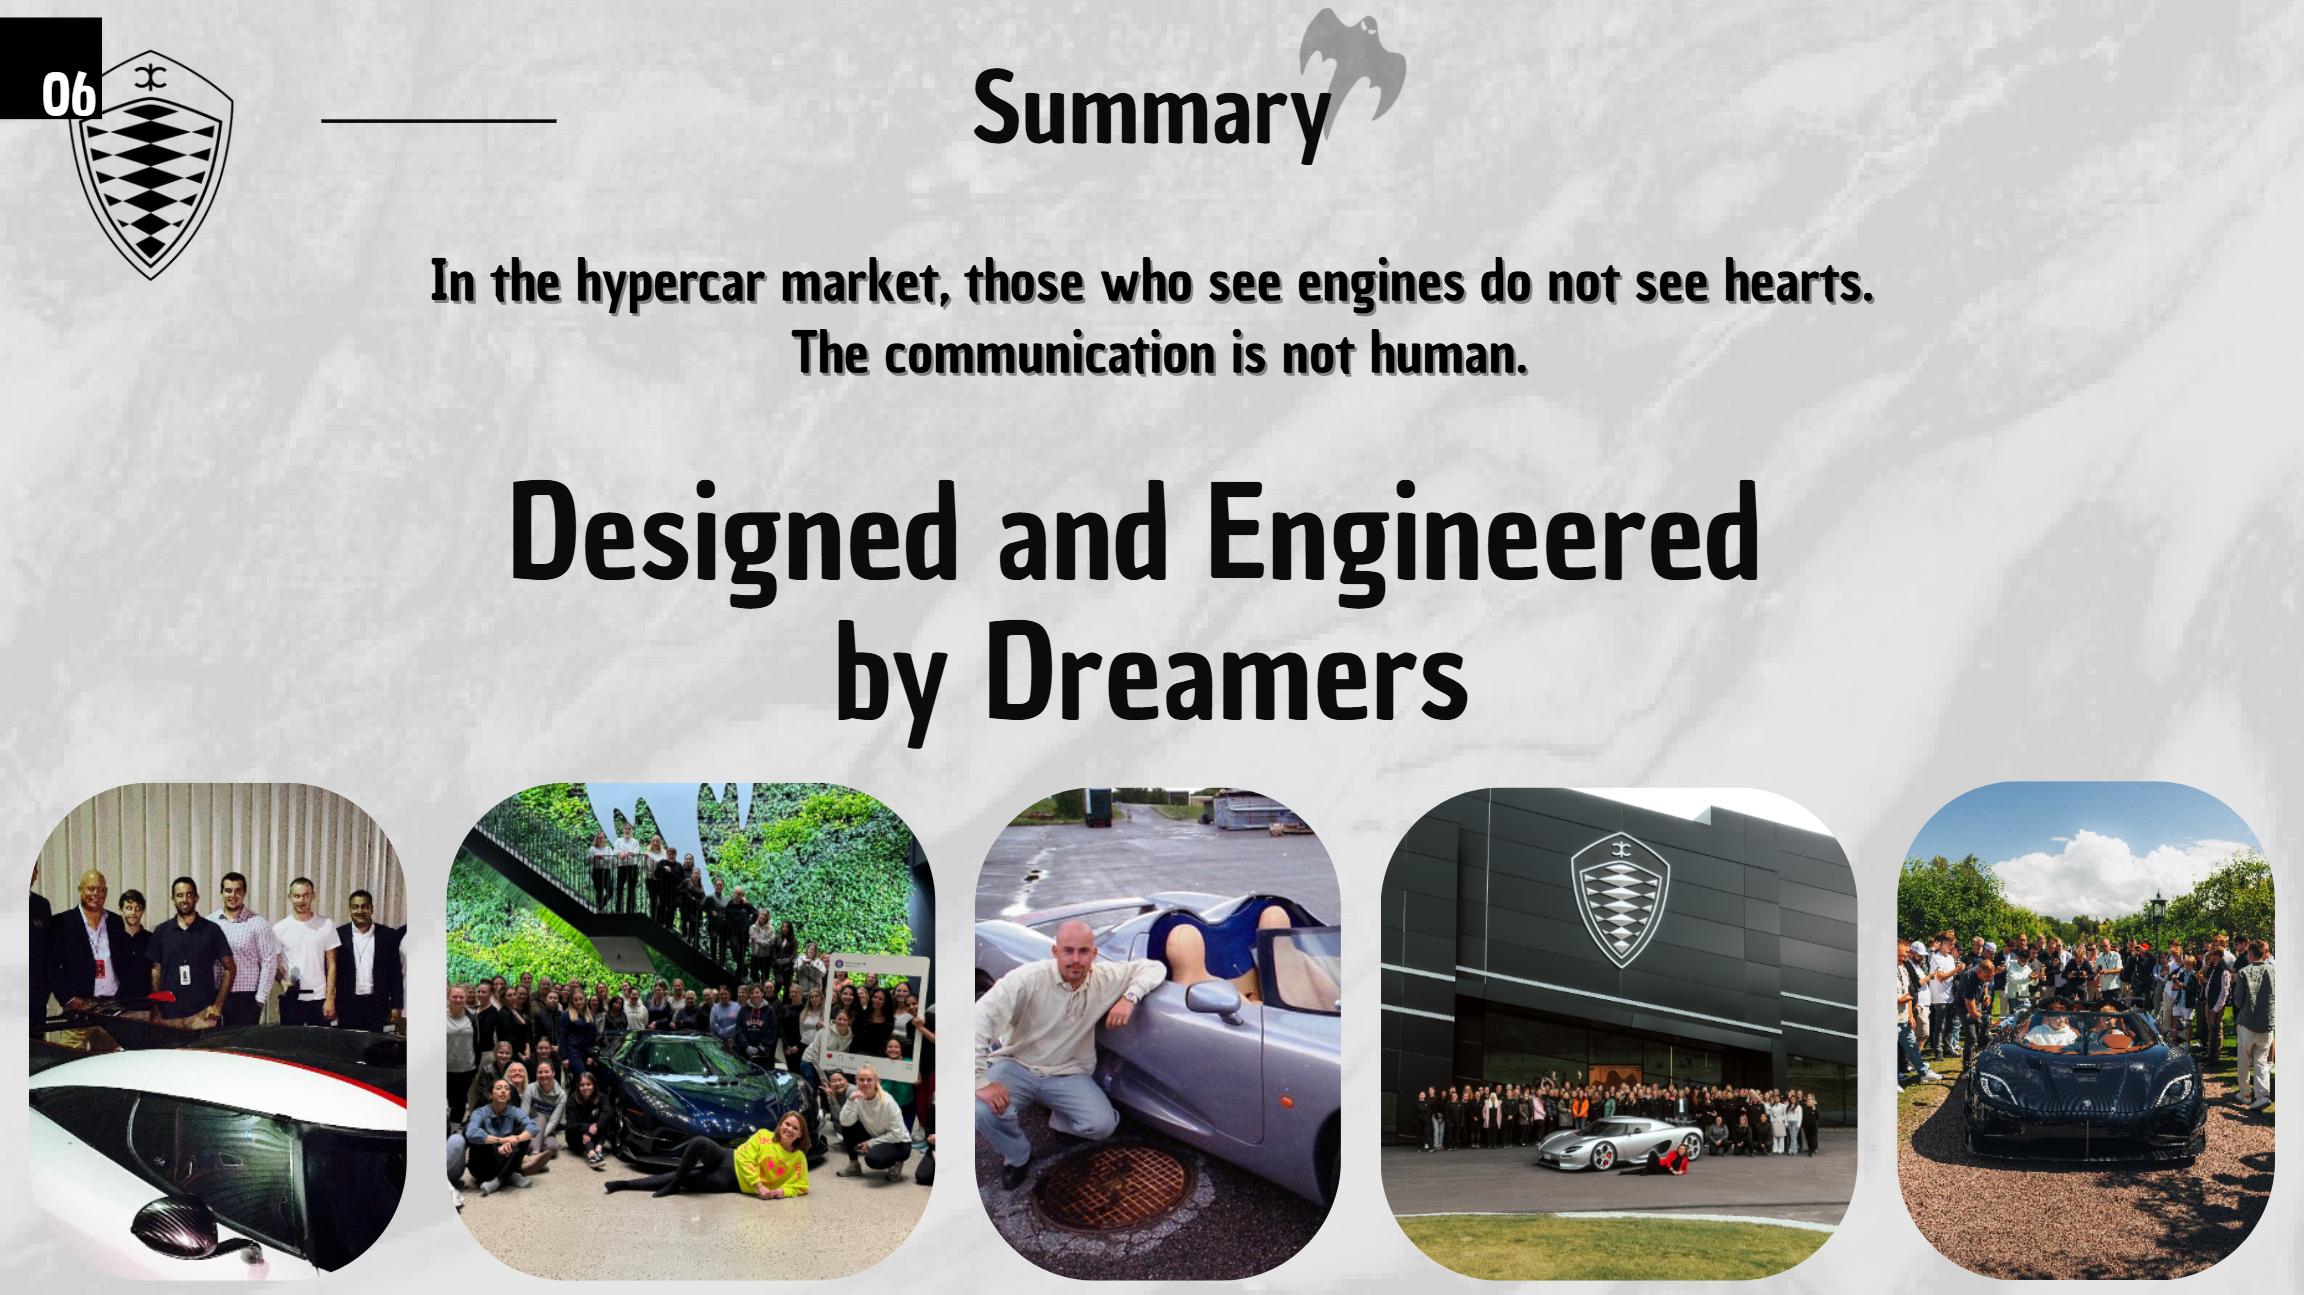 06
Summary
In the hypercar market, those who see engines do not see hearts.
The communication is not human.
Designed and Engineered
by Dreamers